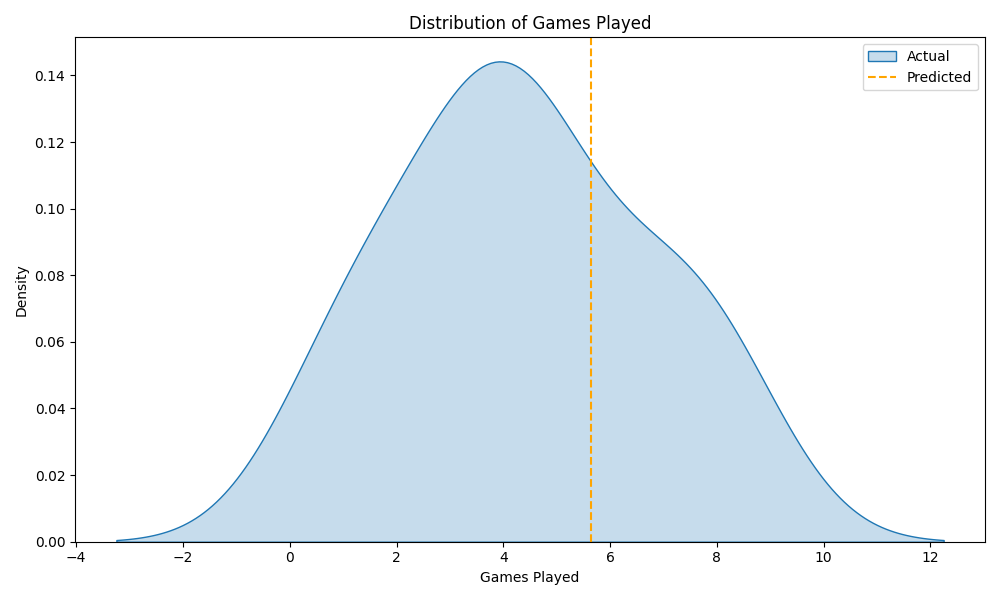 Distribution of Games Played
Actual
Predicted
0.14
0.12
0.10
0.08
0.06
0.04
0.02
0.00
Density
−4 −2 0 2 4 6 8 10 12
Games Played